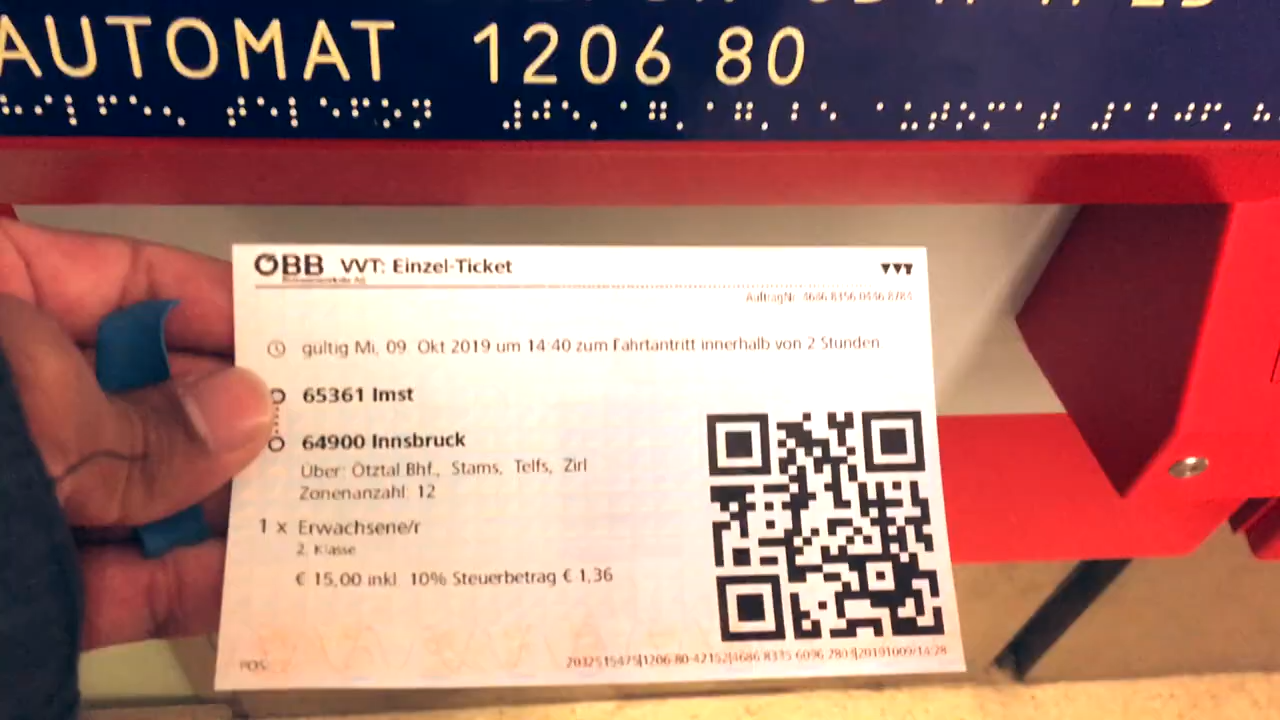 AUTOMAT 1206 80
ÖBB VVT: Einzel-Ticket
gültig Mi, 09 Okt 2019 um 14:40 zum Fahrtantritt innerhalb von 2 Stunden
65361 Imst
64900 Innsbruck
Über: Ötztal Bhf., Stams, Telfs, Zirl
Zonenanzahl: 12
1 x Erwachsene/r
2. Klasse
€ 15,00 inkl. 10% Steuerbetrag € 1,36
POS: